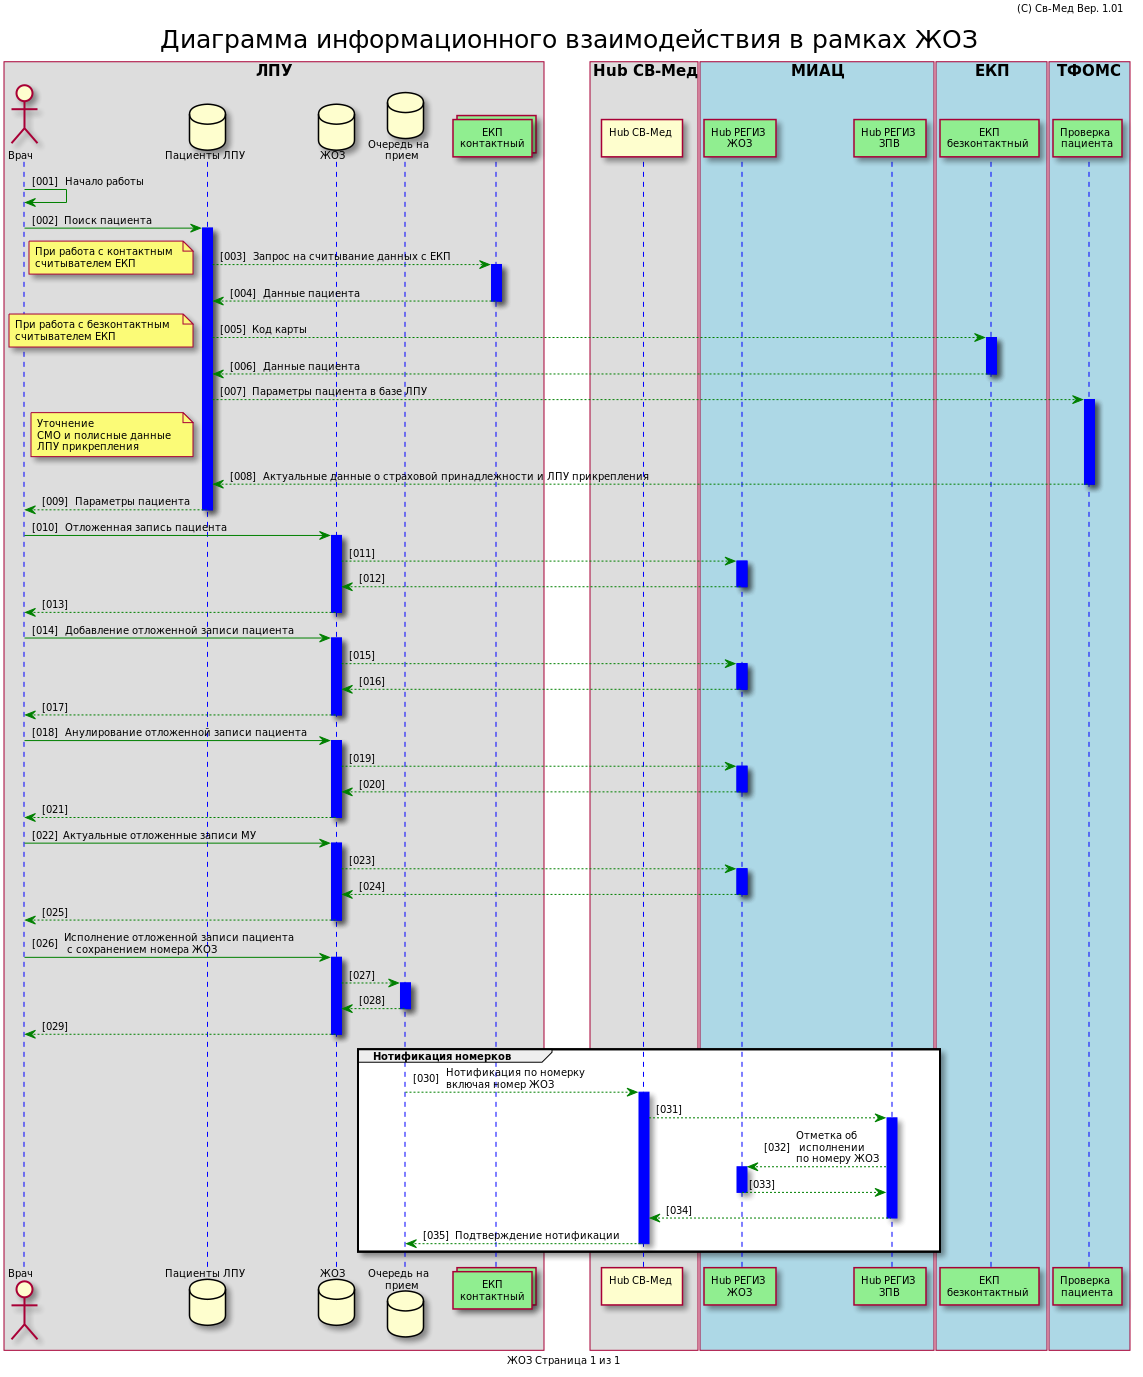 (C) Св-Мед Вер. 1.01
Диаграмма информационного взаимодействия в рамках ЖОЗ
ЛПУ
Hub СВ-Мед
МИАЦ
ЕКП
ТФОМС
Врач
Пациенты ЛПУ
ЖОЗ
Очередь на
прием
ЕКП
контактный
Hub СВ-Мед
Hub РЕГИЗ
ЖОЗ
Hub РЕГИЗ
ЗПВ
ЕКП
безконтактный
Проверка
пациента
[001] Начало работы
[002] Поиск пациента
При работа с контактным
считывателем ЕКП
[003] Запрос на считывание данных с ЕКП
[004] Данные пациента
При работа с безконтактным
считывателем ЕКП
[005] Код карты
[006] Данные пациента
[007] Параметры пациента в базе ЛПУ
Уточнение
СМО и полисные данные
ЛПУ прикрепления
[008] Актуальные данные о страховой принадлежности и ЛПУ прикрепления
[009] Параметры пациента
[010] Отложенная запись пациента
[011]
[012]
[013]
[014] Добавление отложенной записи пациента
[015]
[016]
[017]
[018] Анулирование отложенной записи пациента
[019]
[020]
[021]
[022] Актуальные отложенные записи МУ
[023]
[024]
[025]
[026] Исполнение отложенной записи пациента
с сохранением номера ЖОЗ
[027]
[028]
[029]
Нотификация номерков
[030] Нотификация по номерку
включая номер ЖОЗ
[031]
Отметка об
[032] исполнении
по номеру ЖОЗ
[033]
[034]
[035] Подтверждение нотификации
Врач
Пациенты ЛПУ
ЖОЗ
Очередь на
прием
ЕКП
контактный
Hub СВ-Мед
Hub РЕГИЗ
ЖОЗ
Hub РЕГИЗ
ЗПВ
ЕКП
безконтактный
Проверка
пациента
ЖОЗ Страница 1 из 1